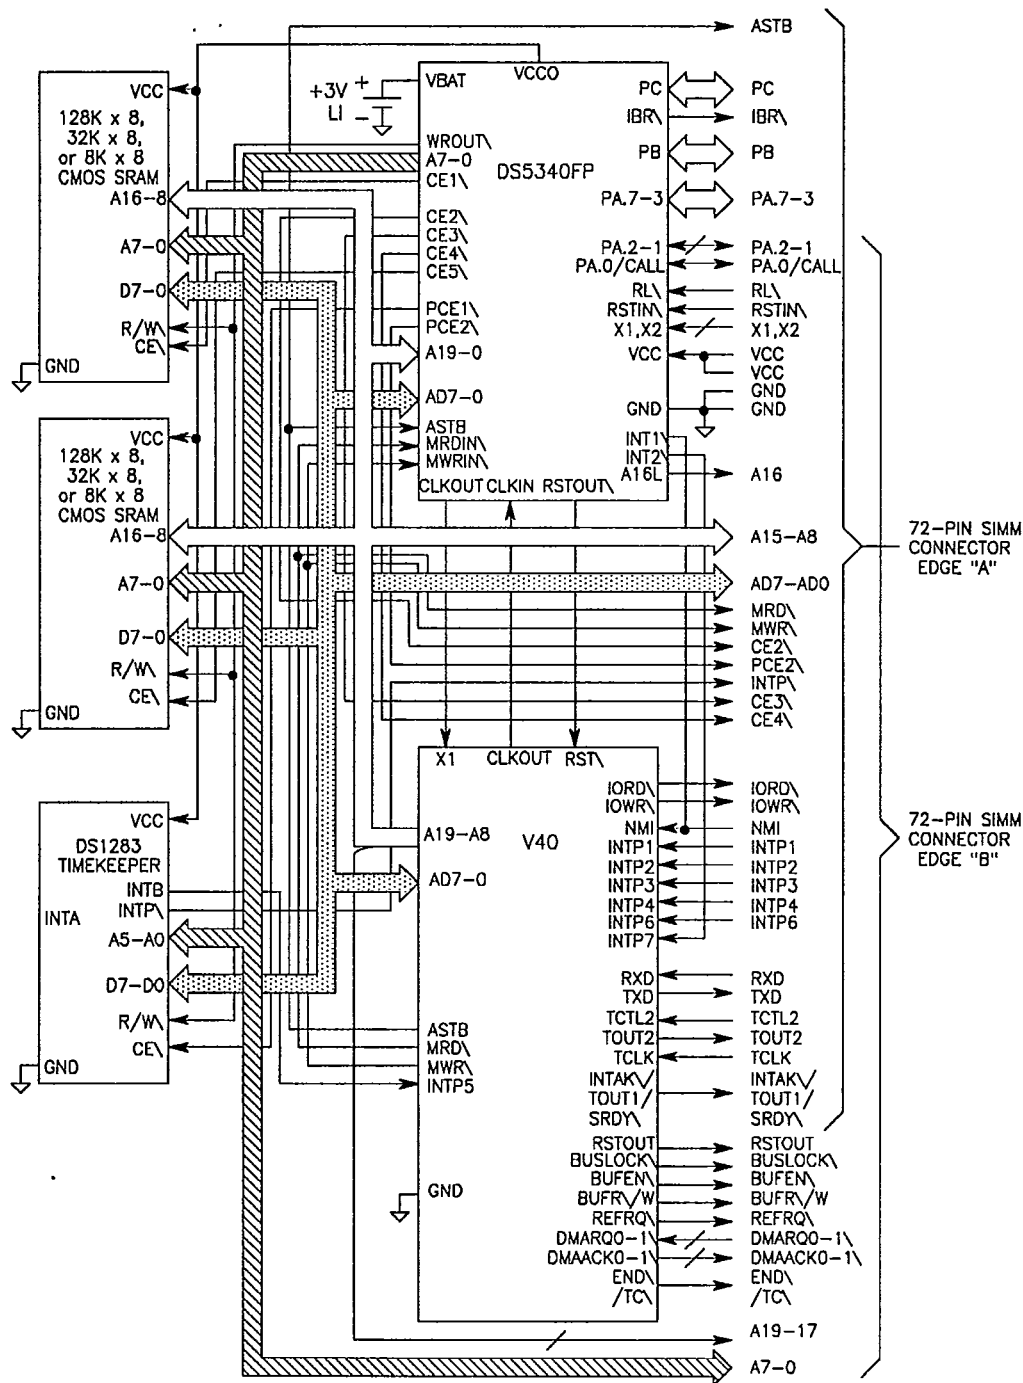 ASTB
VCCO
VBAT
+3V
LI
+
−
WROUT\
A7-0
CE1\
CE2\
CE3\
CE4\
CE5\
PCE1\
PCE2\
A19-0
AD7-0
ASTB
MRDIN\
MWRIN\
CLKOUT CLKIN RSTOUT\
DS5340FP
PC
IBR\
PB
PA.7-3
PA.2-1
PA.0/CALL
RL\
RSTIN\
X1,X2
VCC
GND
INT1\
INT2\
A16L
PC
IBR\
PB
PA.7-3
PA.2-1
PA.0/CALL
RL\
RSTIN\
X1,X2
VCC
VCC
GND
GND
A16
A15-A8
AD7-AD0
MRD\
MWR\
CE2\
PCE2\
INTP\
CE3\
CE4\
VCC
128K x 8,
32K x 8,
or 8K x 8
CMOS SRAM
A16-8
A7-0
D7-0
R/W\
CE\
GND
VCC
128K x 8,
32K x 8,
or 8K x 8
CMOS SRAM
A16-8
A7-0
D7-0
R/W\
CE\
GND
VCC
DS1283
TIMEKEEPER
INTB
INTP\
INTA
A5-A0
D7-D0
R/W\
CE\
GND
X1 CLKOUT RST\
A19-A8
V40
AD7-0
ASTB
MRD\
MWR\
INTP5
GND
IORD\
IOWR\
NMI
INTP1
INTP2
INTP3
INTP4
INTP6
INTP7
RXD
TXD
TCTL2
TOUT2
TCLK
INTAK\/
TOUT1/
SRDY\
RSTOUT
BUSLOCK\
BUFEN\
BUFR\/W
REFRQ\
DMARQ0-1\
DMAACK0-1\
END\
/TC\
IORD\
IOWR\
NMI
INTP1
INTP2
INTP3
INTP4
INTP6
RXD
TXD
TCTL2
TOUT2
TCLK
INTAK\/
TOUT1/
SRDY\
RSTOUT
BUSLOCK\
BUFEN\
BUFR\/W
REFRQ\
DMARQ0-1\
DMAACK0-1\
END\
/TC\
A19-17
A7-0
72-PIN SIMM
CONNECTOR
EDGE "A"
72-PIN SIMM
CONNECTOR
EDGE "B"